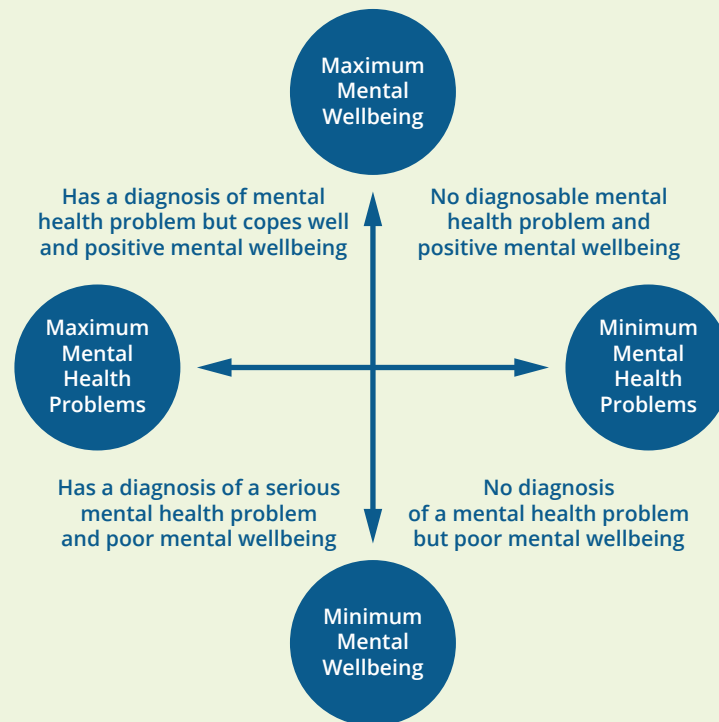 Maximum
Mental
Wellbeing
Has a diagnosis of mental
health problem but copes well
and positive mental wellbeing
No diagnosable mental
health problem and
positive mental wellbeing
Maximum
Mental
Health
Problems
Minimum
Mental
Health
Problems
Has a diagnosis of a serious
mental health problem
and poor mental wellbeing
No diagnosis
of a mental health problem
but poor mental wellbeing
Minimum
Mental
Wellbeing